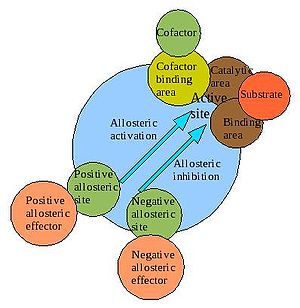 Cofactor
Cofactor
binding
area
Catalytic
area
Substrate
Active
site
Binding
area
Allosteric
activation
Allosteric
inhibition
Positive
allosteric
site
Negative
allosteric
site
Positive
allosteric
effector
Negative
allosteric
effector